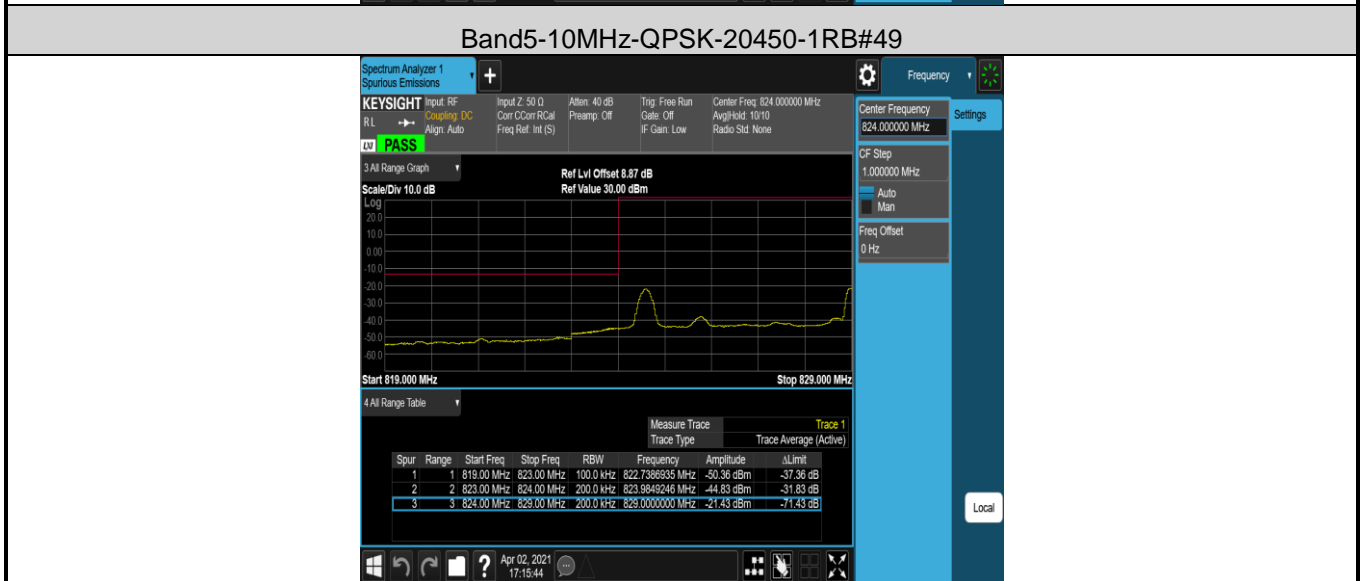 Band5-10MHz-QPSK-20450-1RB#49
Spectrum Analyzer 1
Spurious Emissions
+
Frequency
KEYSIGHT
RL
Input: RF
Coupling: DC
Align: Auto
Input Z: 50 Ω
Corr CCorr RCal
Freq Ref: Int (S)
Atten: 40 dB
Preamp: Off
Trig: Free Run
Gate: Off
IF Gain: Low
Center Freq: 824.000000 MHz
Avg|Hold: 10/10
Radio Std: None
LXI PASS
Center Frequency
824.000000 MHz
Settings
CF Step
1.000000 MHz
Auto
Man
Freq Offset
0 Hz
3 All Range Graph
Ref Lvl Offset 8.87 dB
Scale/Div 10.0 dB
Ref Value 30.00 dBm
Log
20.0
10.0
0.00
-10.0
-20.0
-30.0
-40.0
-50.0
-60.0
Start 819.000 MHz
Stop 829.000 MHz
4 All Range Table
Measure Trace Trace 1
Trace Type Trace Average (Active)
Spur Range Start Freq Stop Freq RBW Frequency Amplitude ΔLimit
1 1 819.00 MHz 823.00 MHz 100.0 kHz 822.7386935 MHz -50.36 dBm -37.36 dB
2 2 823.00 MHz 824.00 MHz 200.0 kHz 823.9849246 MHz -44.83 dBm -31.83 dB
3 3 824.00 MHz 829.00 MHz 200.0 kHz 829.0000000 MHz -21.43 dBm -71.43 dB
Local
?
Apr 02, 2021
17:15:44